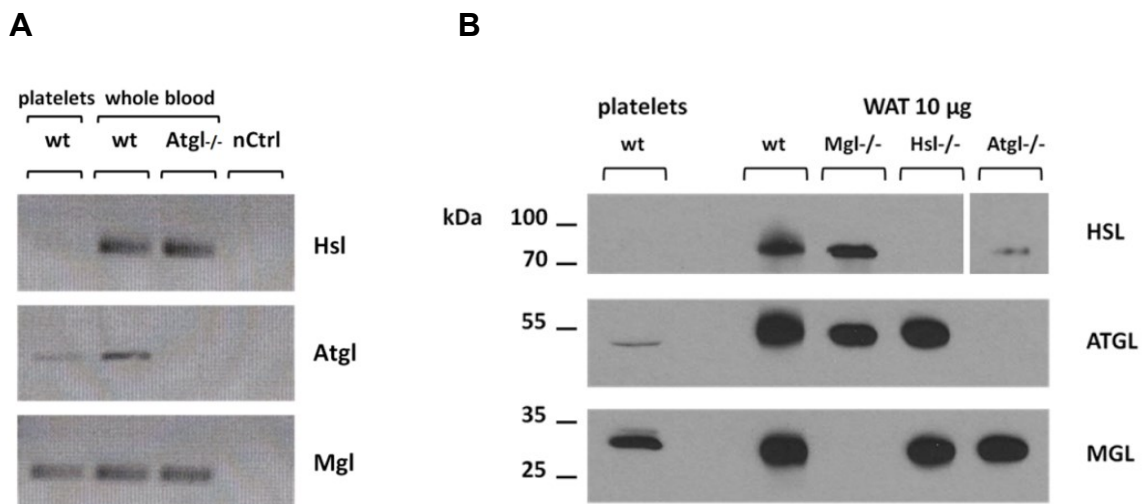 A
platelets whole blood
wt wt Atgl-/- nCtrl
Hsl
Atgl
Mgl
B
platelets WAT 10 µg
wt wt Mgl-/- Hsl-/- Atgl-/-
kDa 100
70
HSL
55
ATGL
35
25
MGL